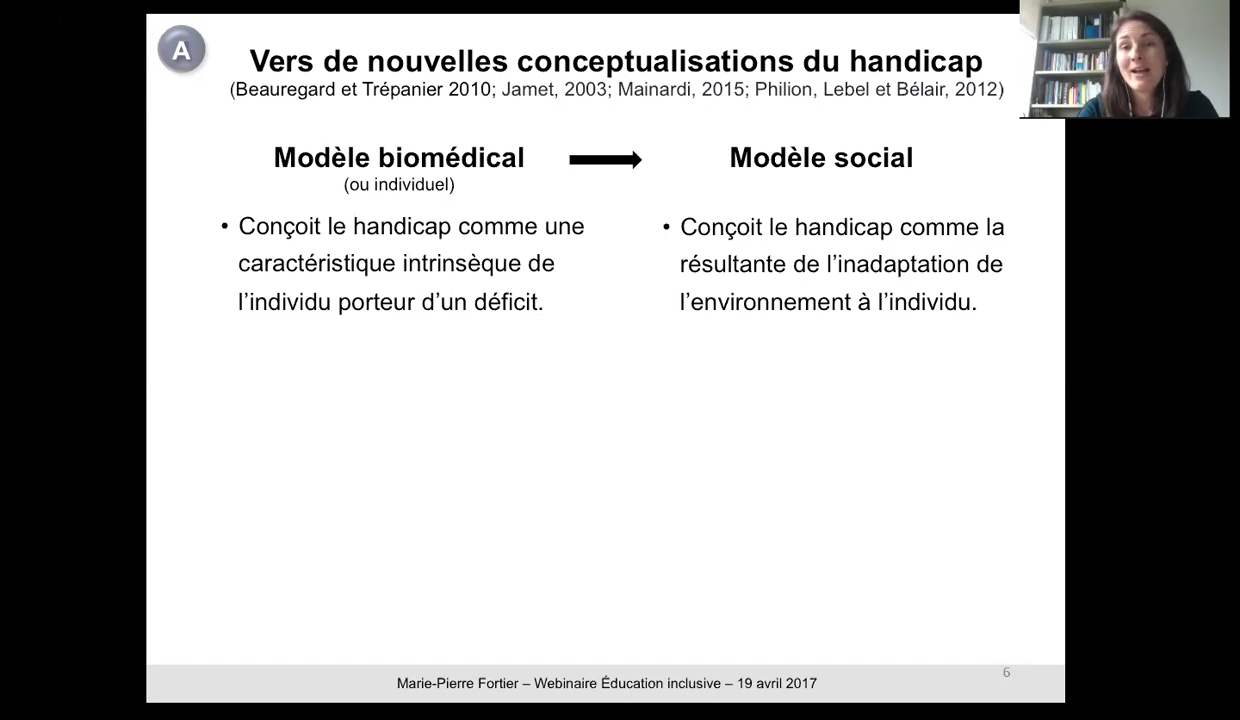 A
Vers de nouvelles conceptualisations du handicap
(Beauregard et Trépanier 2010; Jamet, 2003; Mainardi, 2015; Philion, Lebel et Bélair, 2012)
Modèle biomédical
(ou individuel)
• Conçoit le handicap comme une
caractéristique intrinsèque de
l’individu porteur d’un déficit.
Modèle social
• Conçoit le handicap comme la
résultante de l’inadaptation de
l’environnement à l’individu.
Marie-Pierre Fortier – Webinaire Éducation inclusive – 19 avril 2017
6